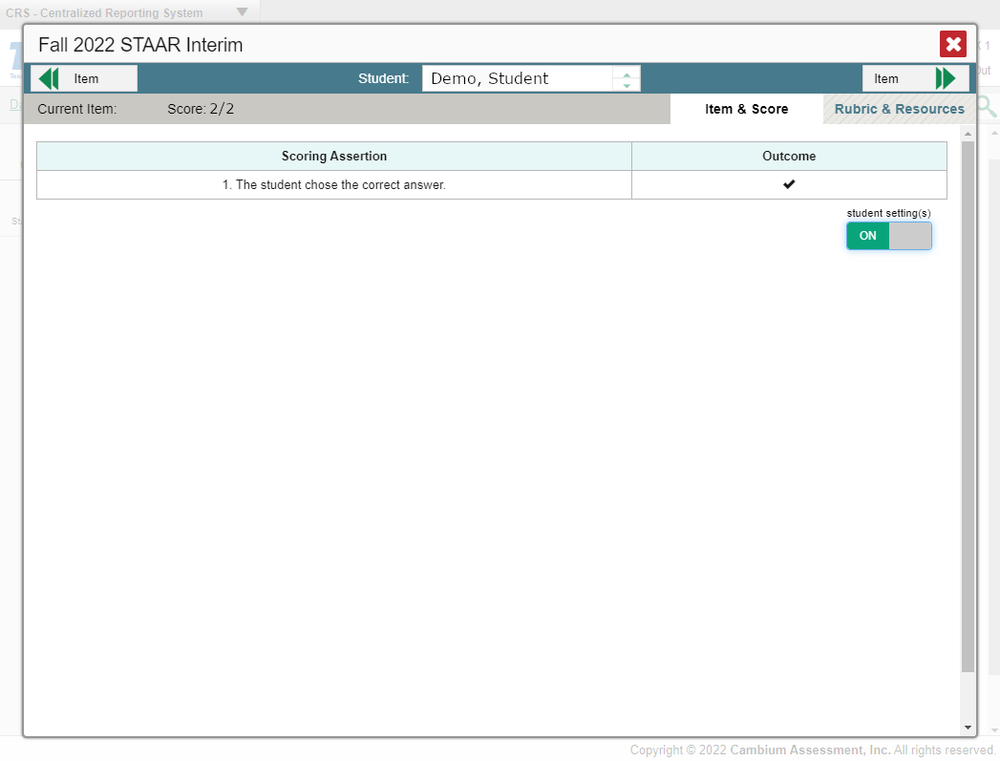 CRS - Centralized Reporting System
Fall 2022 STAAR Interim
Item
Student:
Demo, Student
Item
Current Item:
Score: 2/2
Item & Score
Rubric & Resources
Scoring Assertion
Outcome
1. The student chose the correct answer.
student setting(s)
ON
Copyright © 2022 Cambium Assessment, Inc. All rights reserved.